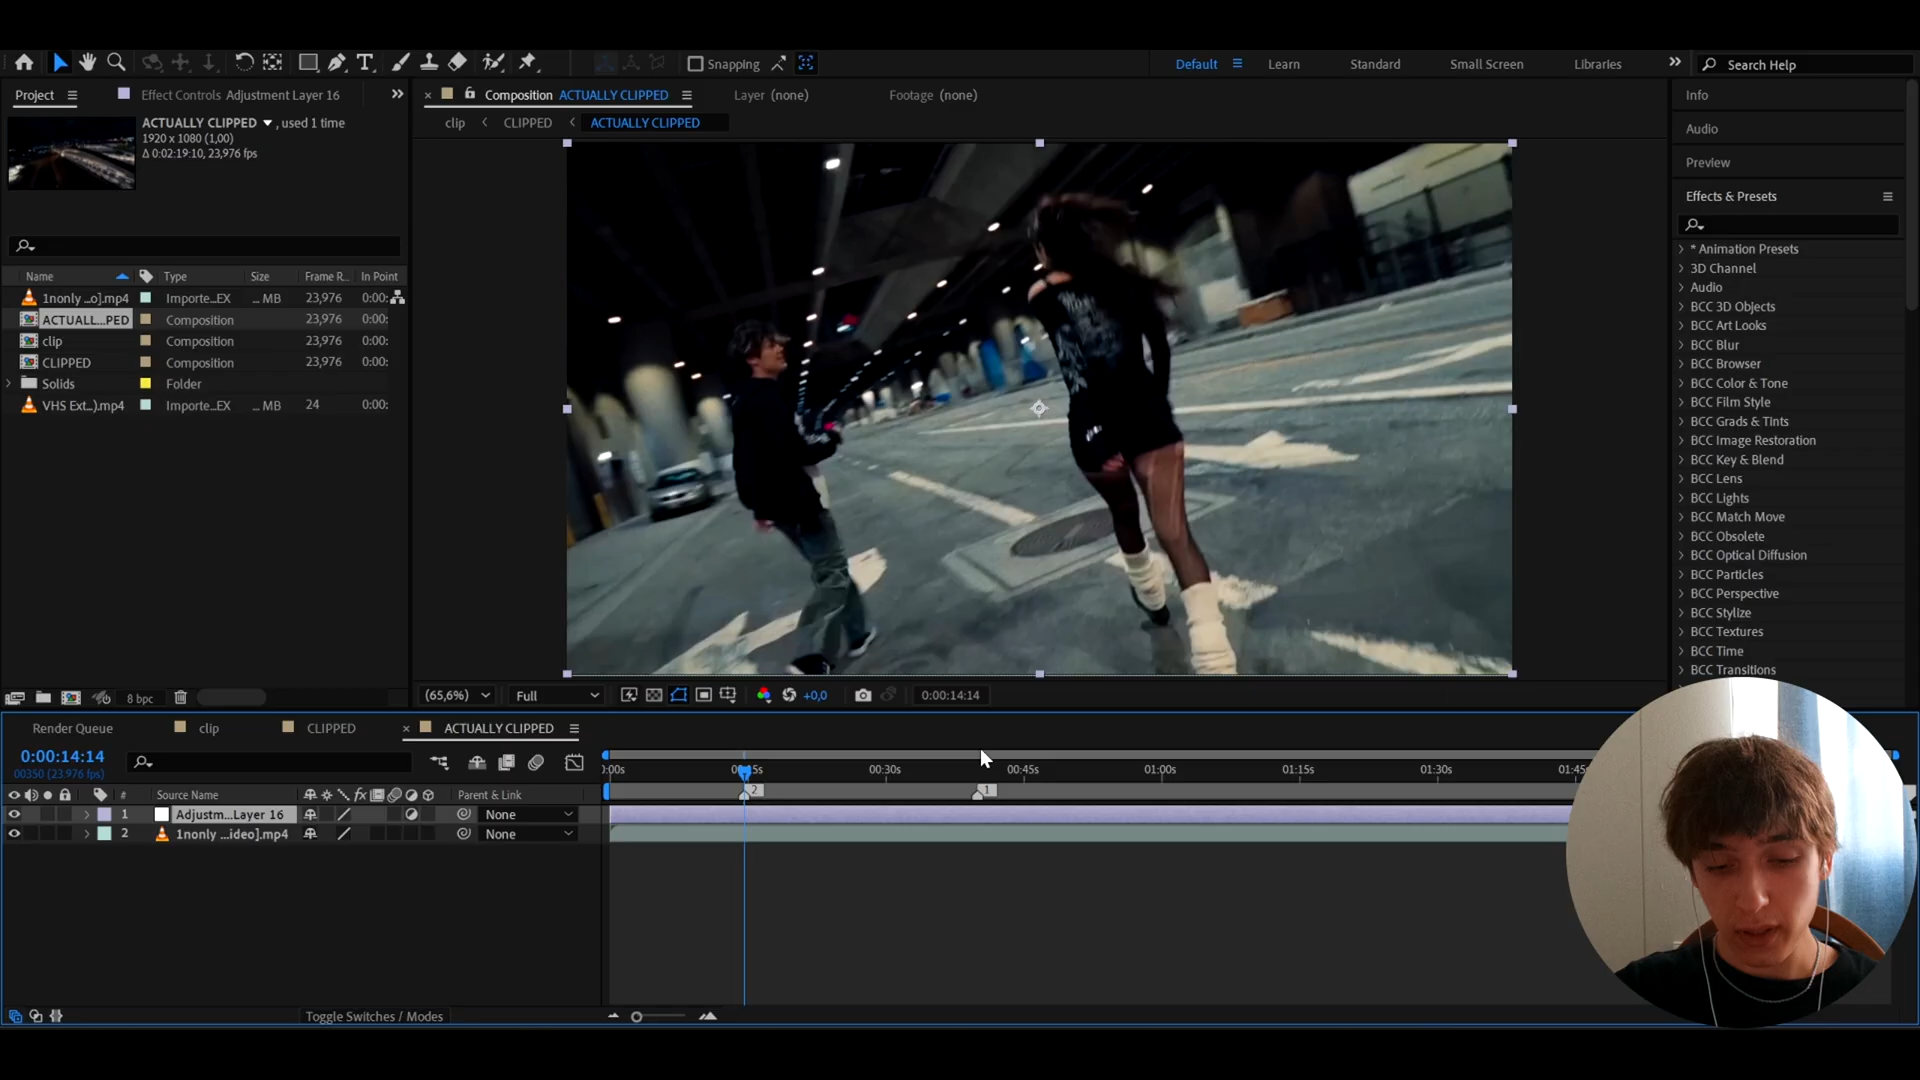 Snapping
Default
Learn
Standard
Small Screen
Libraries
Search Help
Project
Effect Controls Adjustment Layer 16
Composition ACTUALLY CLIPPED
Layer (none)
Footage (none)
Info
ACTUALLY CLIPPED , used 1 time
1920 x 1080 (1,00)
Δ 0:02:19:10, 23,976 fps
clip
CLIPPED
ACTUALLY CLIPPED
Audio
Preview
Effects & Presets
Name
Type
Size
Frame R...
In Point
1nonly ...o].mp4
Importe...EX
... MB
23,976
0:00:
ACTUALL...PED
Composition
23,976
0:00:
clip
Composition
23,976
0:00:
CLIPPED
Composition
23,976
0:00:
Solids
Folder
VHS Ext...).mp4
Importe...EX
... MB
24
0:00:
* Animation Presets
3D Channel
Audio
BCC 3D Objects
BCC Art Looks
BCC Blur
BCC Browser
BCC Color & Tone
BCC Film Style
BCC Grads & Tints
BCC Image Restoration
BCC Key & Blend
BCC Lens
BCC Lights
BCC Match Move
BCC Obsolete
BCC Optical Diffusion
BCC Particles
BCC Perspective
BCC Stylize
BCC Textures
BCC Time
BCC Transitions
8 bpc
(65,6%)
Full
+0,0
0:00:14:14
Render Queue
clip
CLIPPED
ACTUALLY CLIPPED
0:00:14:14
00350 (23.976 fps)
00:30s
00:45s
01:00s
01:15s
01:30s
2
1
#
Source Name
fx
Parent & Link
1
Adjustm...Layer 16
None
2
1nonly ...ideo].mp4
None
Toggle Switches / Modes